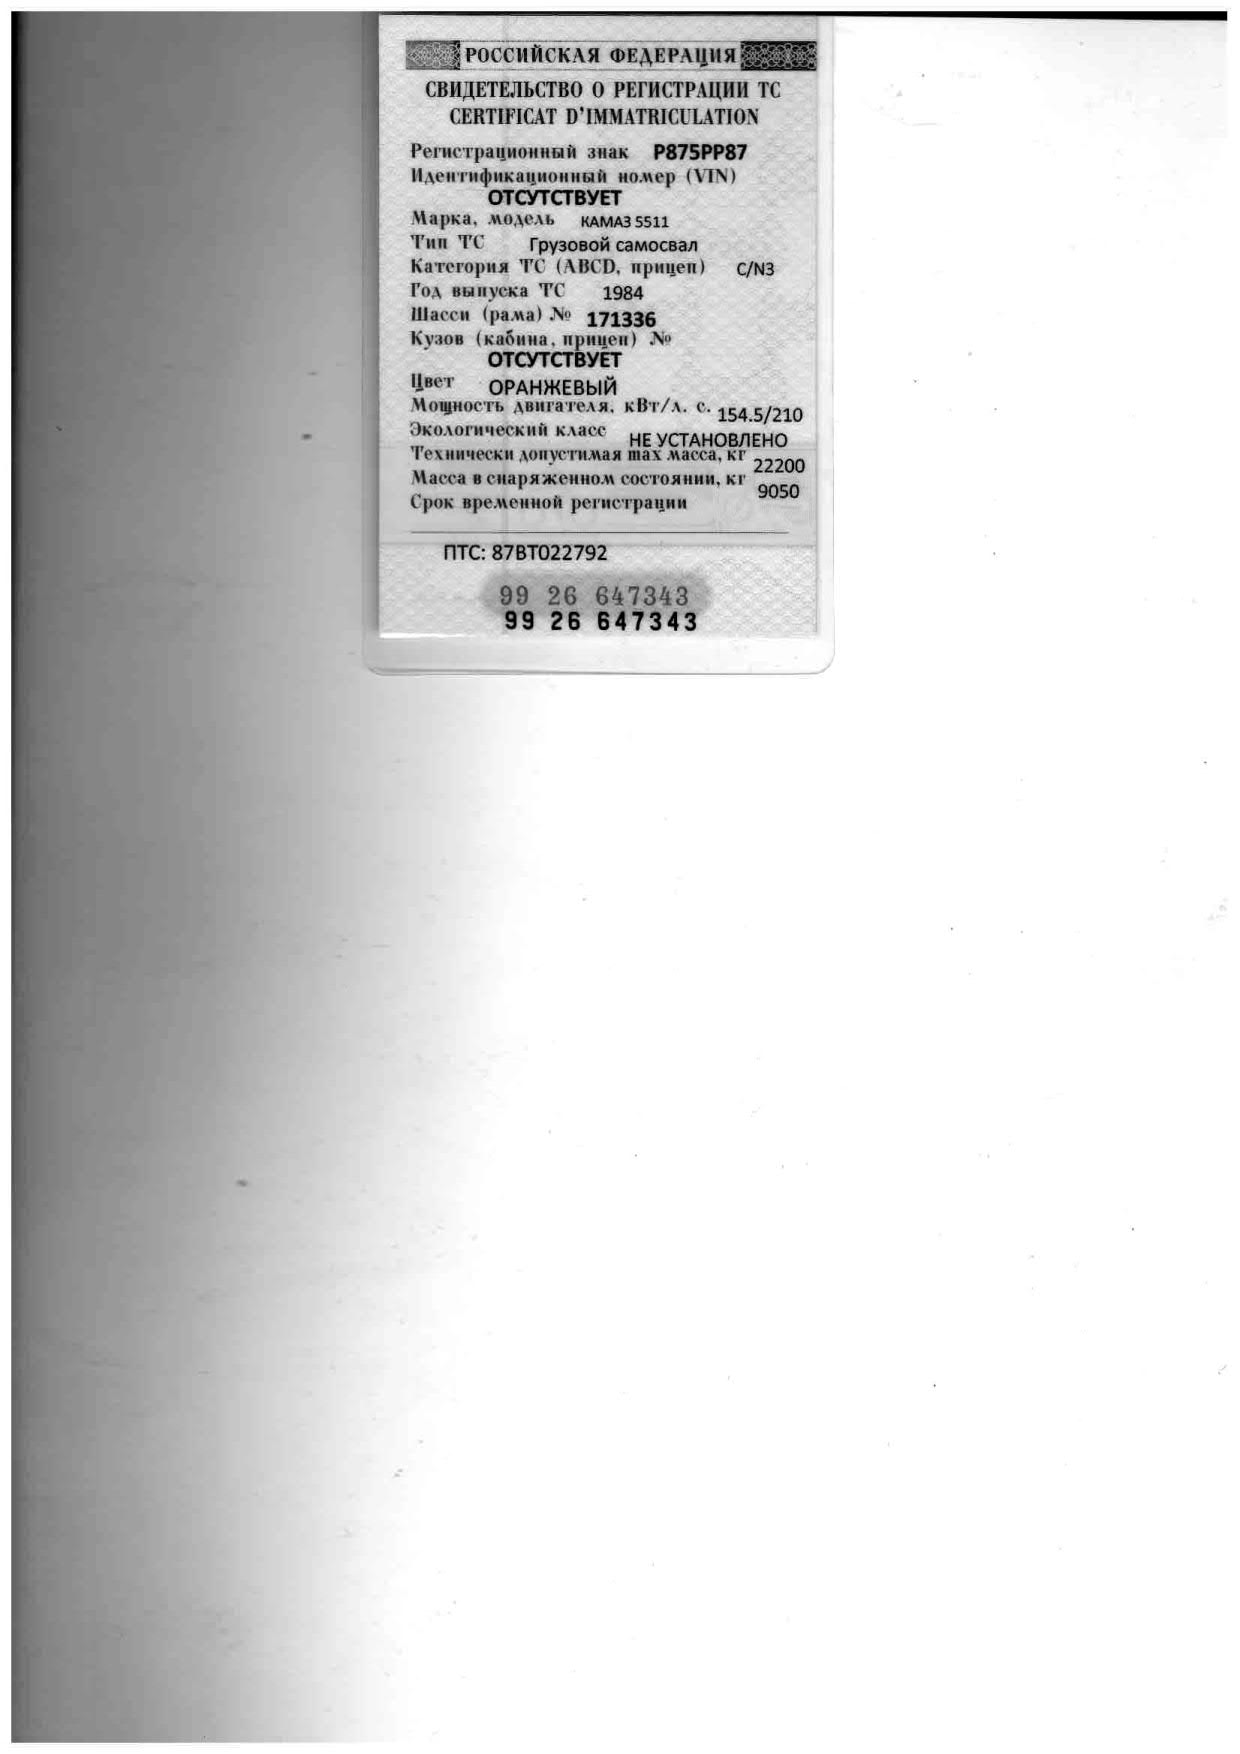 РОССИЙСКАЯ ФЕДЕРАЦИЯ
СВИДЕТЕЛЬСТВО О РЕГИСТРАЦИИ ТС
CERTIFICAT D'IMMATRICULATION
Регистрационный знак Р875РР87
Идентификационный номер (VIN)
ОТСУТСТВУЕТ
Марка, модель КАМАЗ 5511
Тип ТС Грузовой самосвал
Категория ТС (ABCD, прицеп) C/N3
Год выпуска ТС 1984
Шасси (рама) № 171336
Кузов (кабина, прицеп) №
ОТСУТСТВУЕТ
Цвет ОРАНЖЕВЫЙ
Мощность двигателя, кВт/л. с. 154.5/210
Экологический класс НЕ УСТАНОВЛЕНО
Технически допустимая max масса, кг 22200
Масса в снаряженном состоянии, кг 9050
Срок временной регистрации
ПТС: 87ВТ022792
99 26 647343
99 26 647343